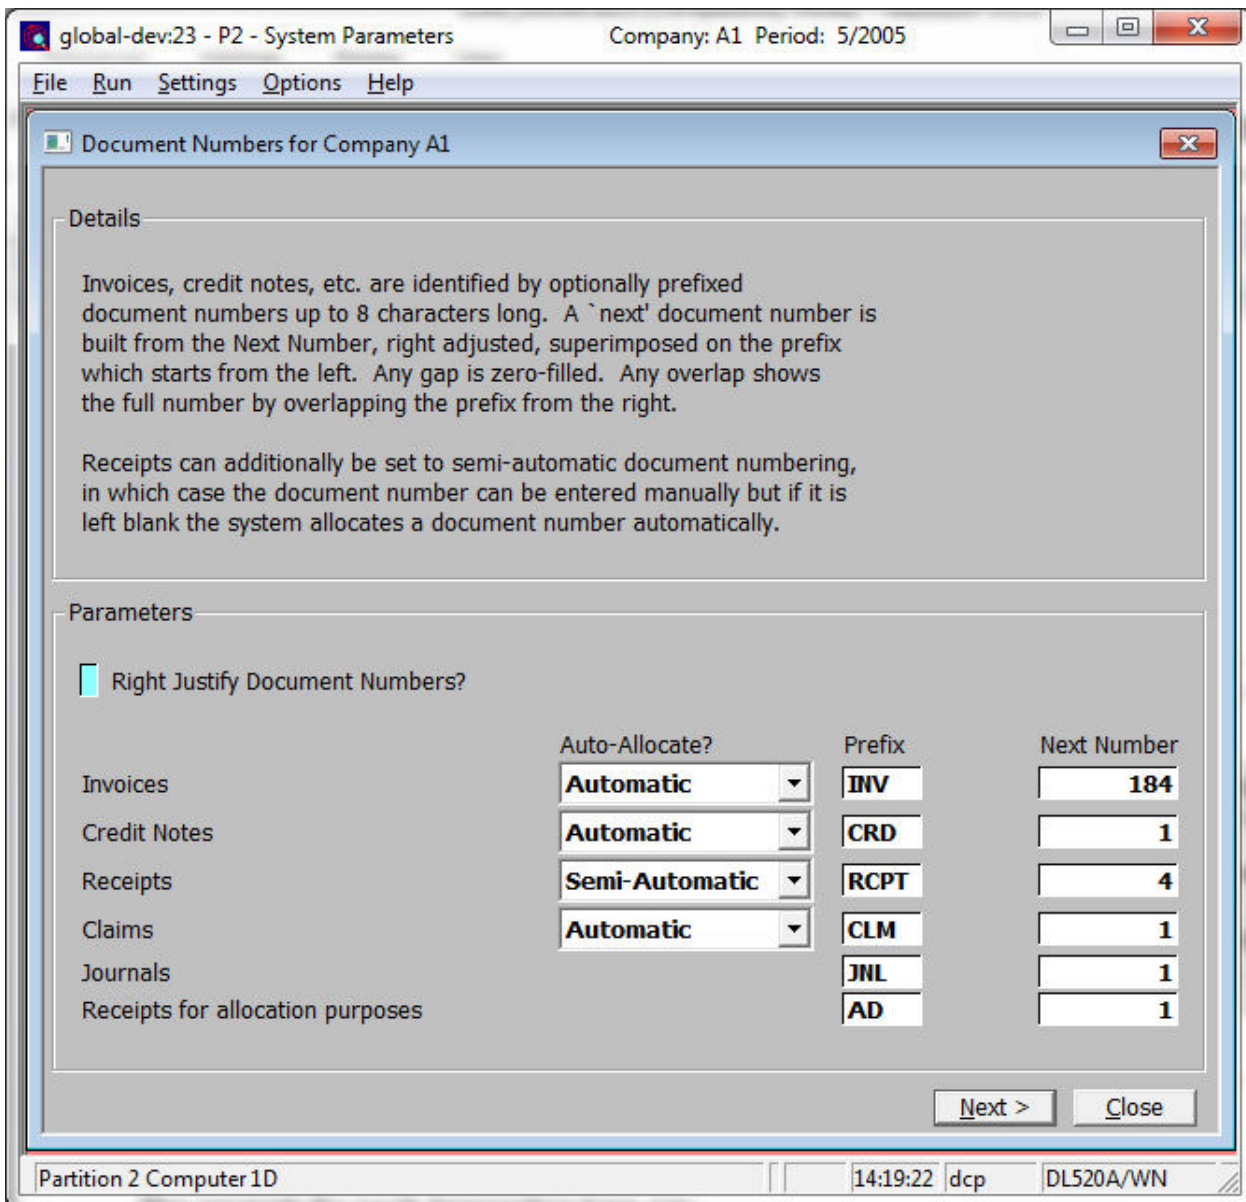 global-dev:23 - P2 - System Parameters Company: A1 Period: 5/2005
File Run Settings Options Help
Document Numbers for Company A1
Details
Invoices, credit notes, etc. are identified by optionally prefixed
document numbers up to 8 characters long. A `next' document number is
built from the Next Number, right adjusted, superimposed on the prefix
which starts from the left. Any gap is zero-filled. Any overlap shows
the full number by overlapping the prefix from the right.
Receipts can additionally be set to semi-automatic document numbering,
in which case the document number can be entered manually but if it is
left blank the system allocates a document number automatically.
Parameters
Right Justify Document Numbers?
Auto-Allocate? Prefix Next Number
Invoices Automatic INV 184
Credit Notes Automatic CRD 1
Receipts Semi-Automatic RCPT 4
Claims Automatic CLM 1
Journals JNL 1
Receipts for allocation purposes AD 1
Next > Close
Partition 2 Computer 1D 14:19:22 dcp DL520A/WN